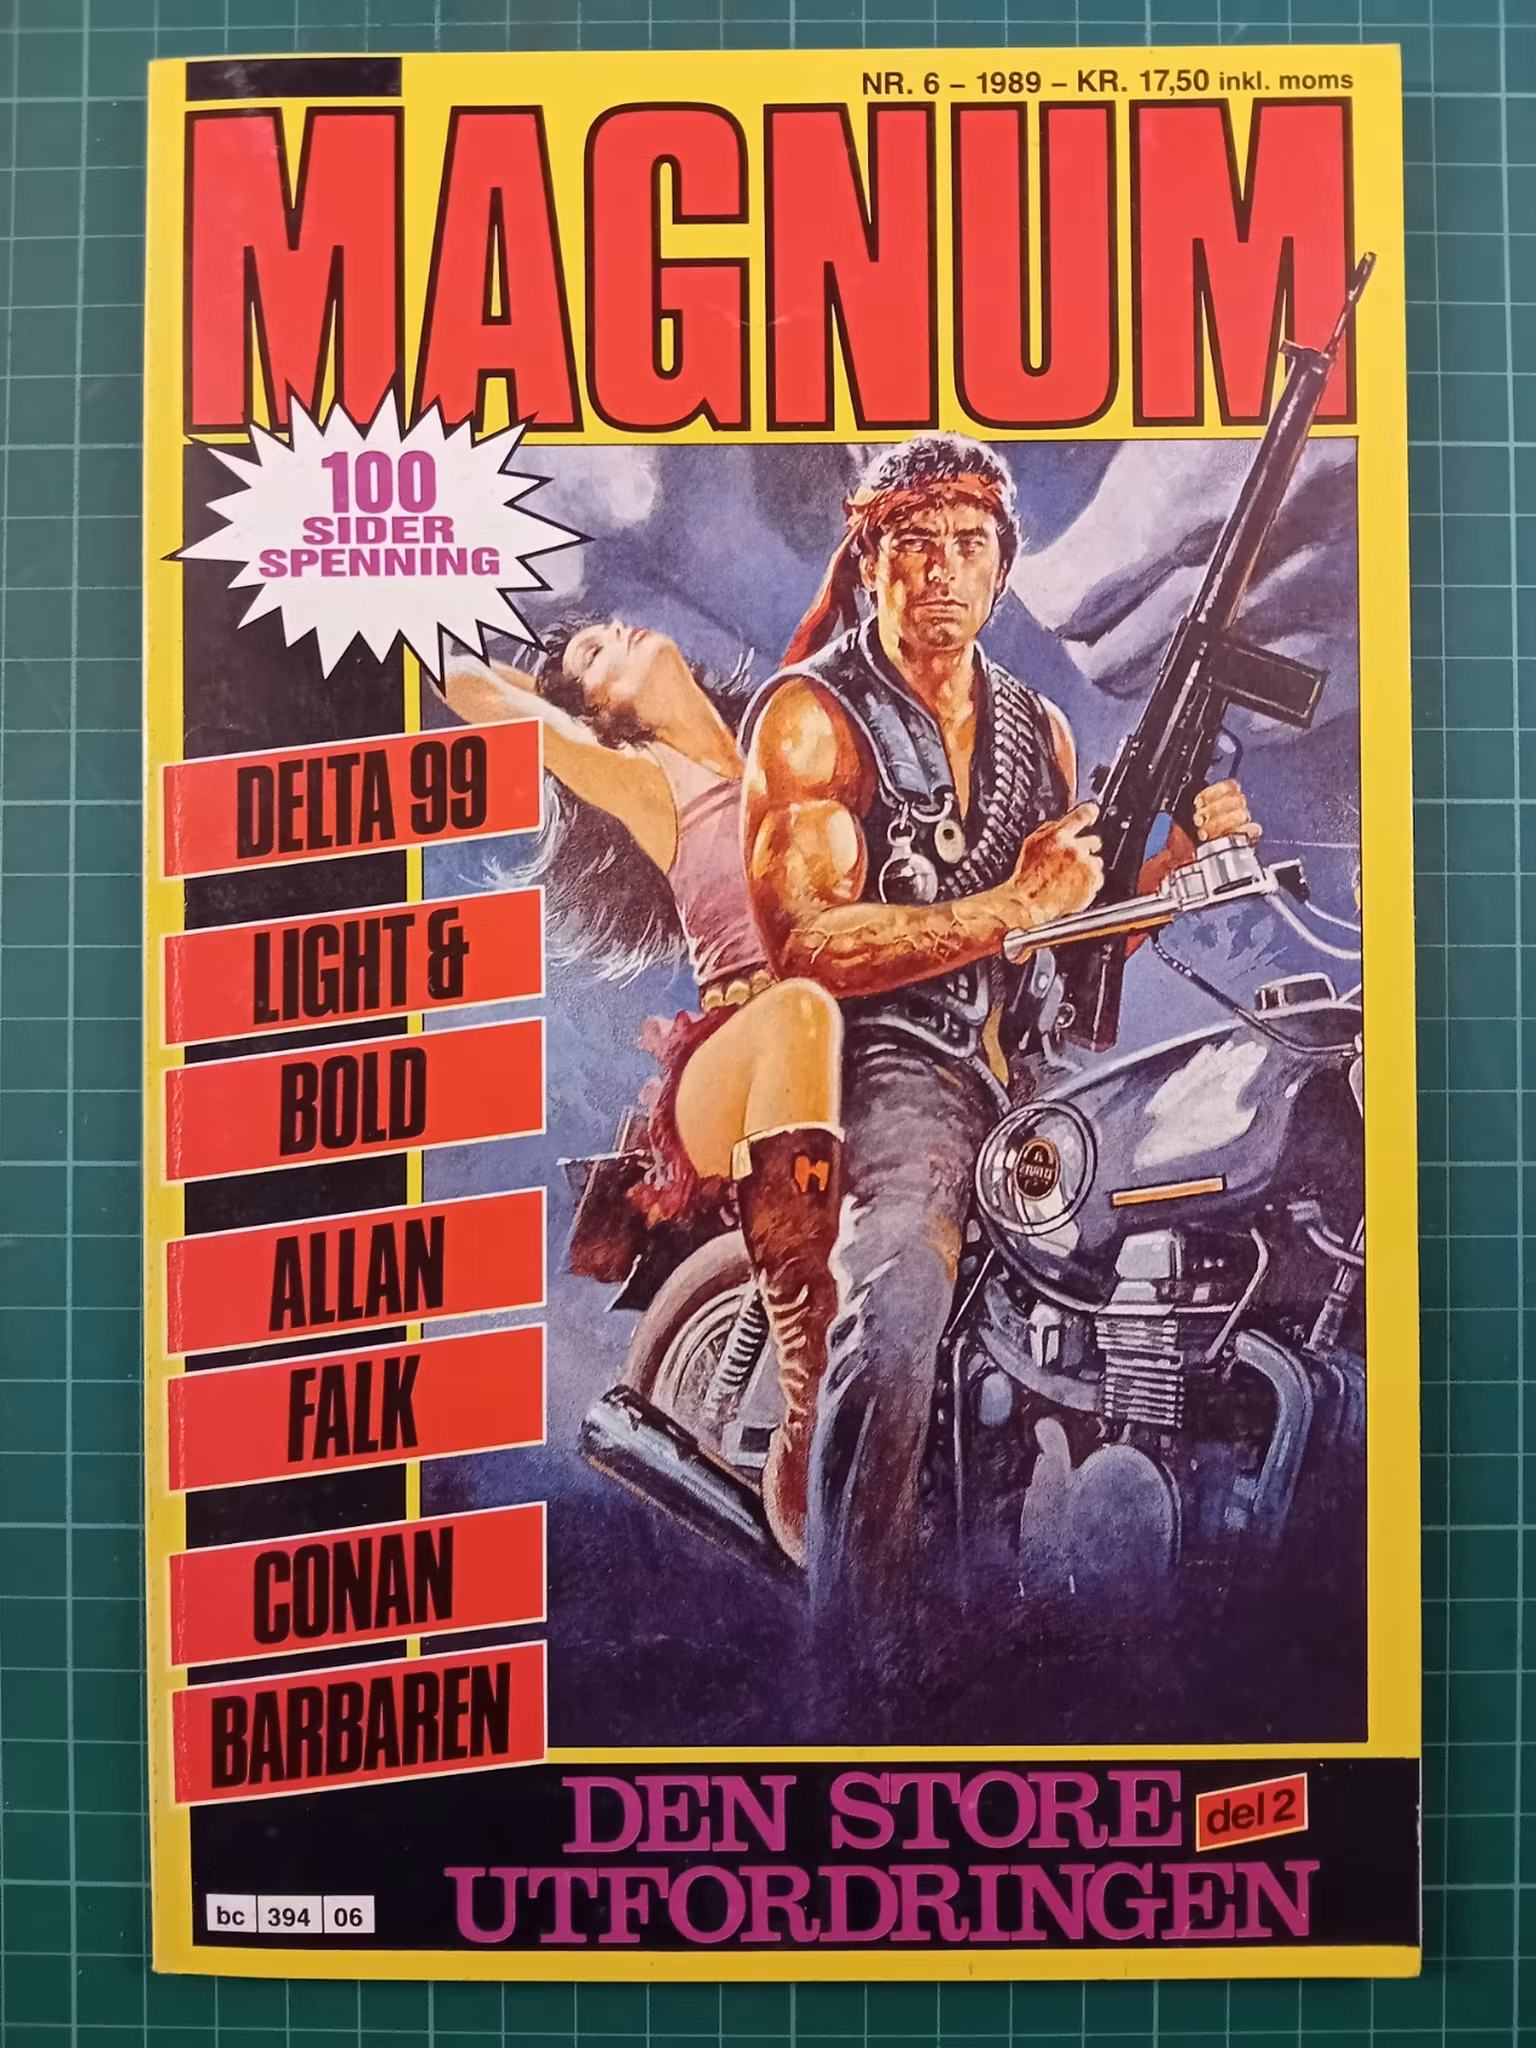 NR. 6 – 1989 – KR. 17,50 inkl. moms
MAGNUM
100
SIDER
SPENNING
DELTA 99
LIGHT &
BOLD
ALLAN
FALK
CONAN
BARBAREN
DEN STORE del 2
UTFORDRINGEN
bc 394 06